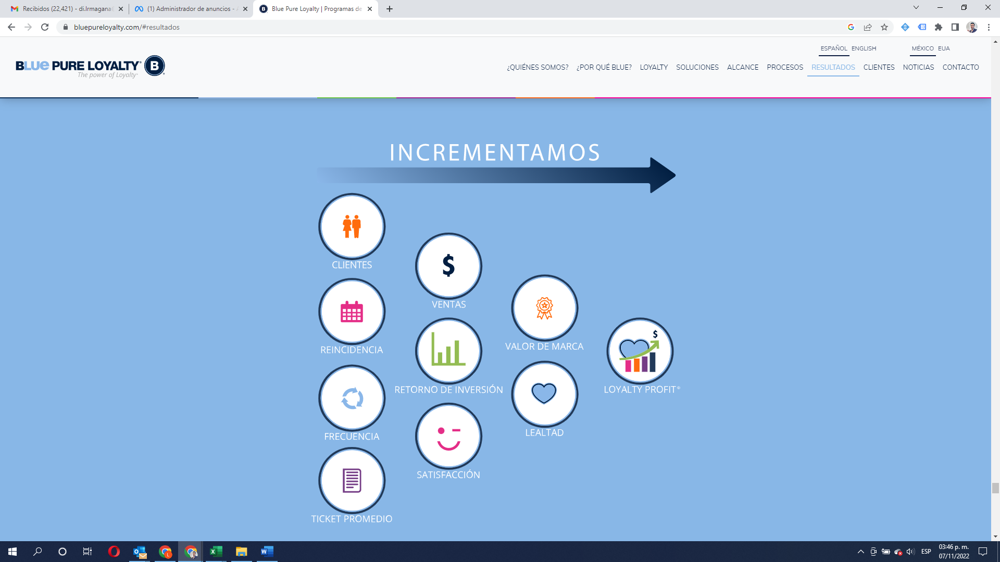 Recibidos (22,421) - di.lrmagana
(1) Administrador de anuncios -
Blue Pure Loyalty | Programas de
bluepureloyalty.com/#resultados
ESPAÑOL ENGLISH
MÉXICO EUA
BLUE PURE LOYALTY® B
The power of Loyalty®
¿QUIÉNES SOMOS? ¿POR QUÉ BLUE? LOYALTY SOLUCIONES ALCANCE PROCESOS RESULTADOS CLIENTES NOTICIAS CONTACTO
INCREMENTAMOS
CLIENTES
$
VENTAS
REINCIDENCIA
VALOR DE MARCA
$
RETORNO DE INVERSIÓN
LOYALTY PROFIT®
FRECUENCIA
LEALTAD
SATISFACCIÓN
TICKET PROMEDIO
ESP
03:46 p. m.
07/11/2022